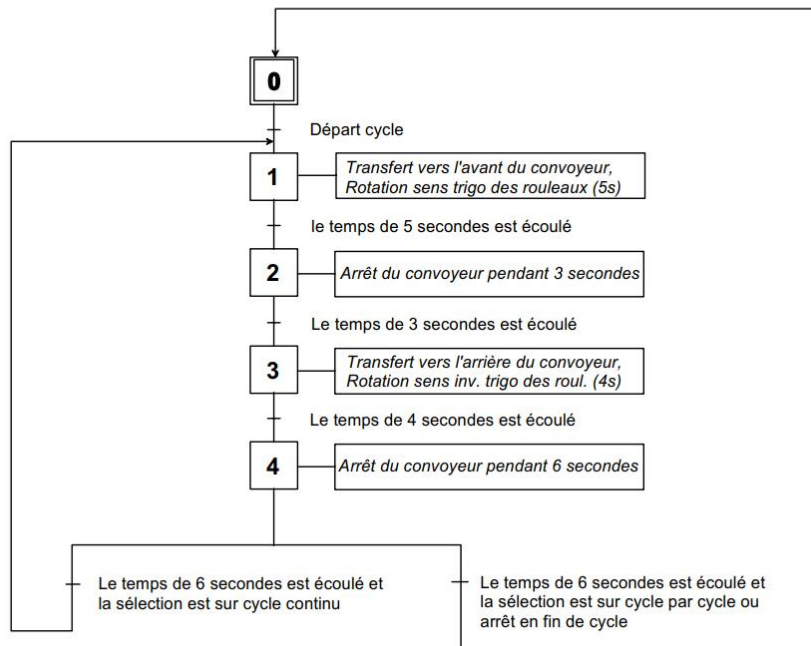 0
Départ cycle
1
Transfert vers l'avant du convoyeur,
Rotation sens trigo des rouleaux (5s)
le temps de 5 secondes est écoulé
2
Arrêt du convoyeur pendant 3 secondes
Le temps de 3 secondes est écoulé
3
Transfert vers l'arrière du convoyeur,
Rotation sens inv. trigo des roul. (4s)
Le temps de 4 secondes est écoulé
4
Arrêt du convoyeur pendant 6 secondes
Le temps de 6 secondes est écoulé et
la sélection est sur cycle continu
Le temps de 6 secondes est écoulé et
la sélection est sur cycle par cycle ou
arrêt en fin de cycle